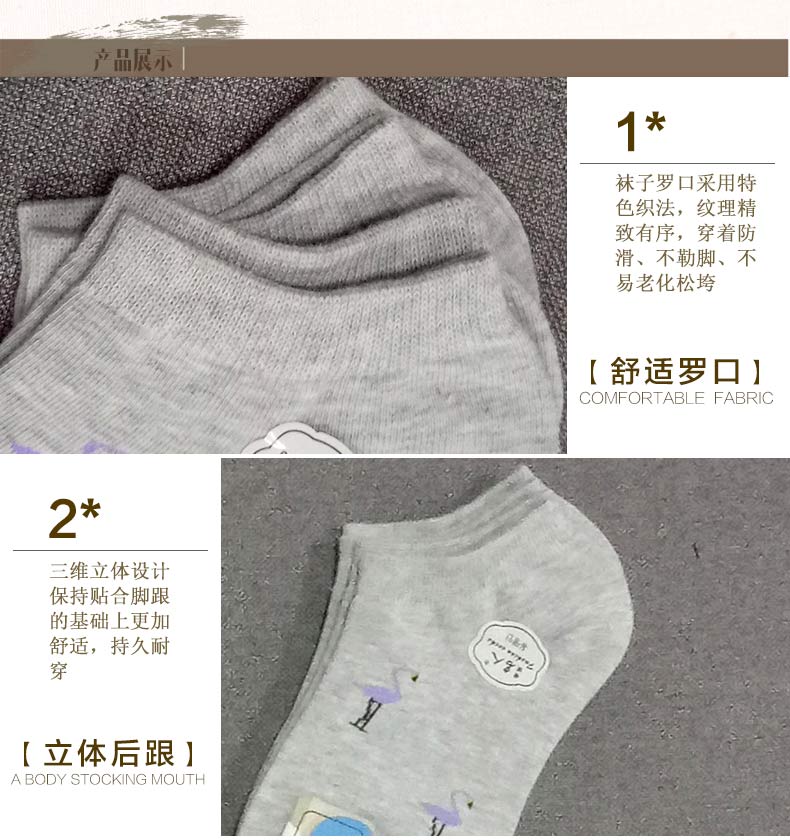 产品展示
1*
袜子罗口采用特
色织法，纹理精
致有序，穿着防
滑、不勒脚、不
易老化松垮
【舒适罗口】
COMFORTABLE FABRIC
2*
三维立体设计
保持贴合脚跟
的基础上更加
舒适，持久耐
穿
【立体后跟】
A BODY STOCKING MOUTH
Fashion socks